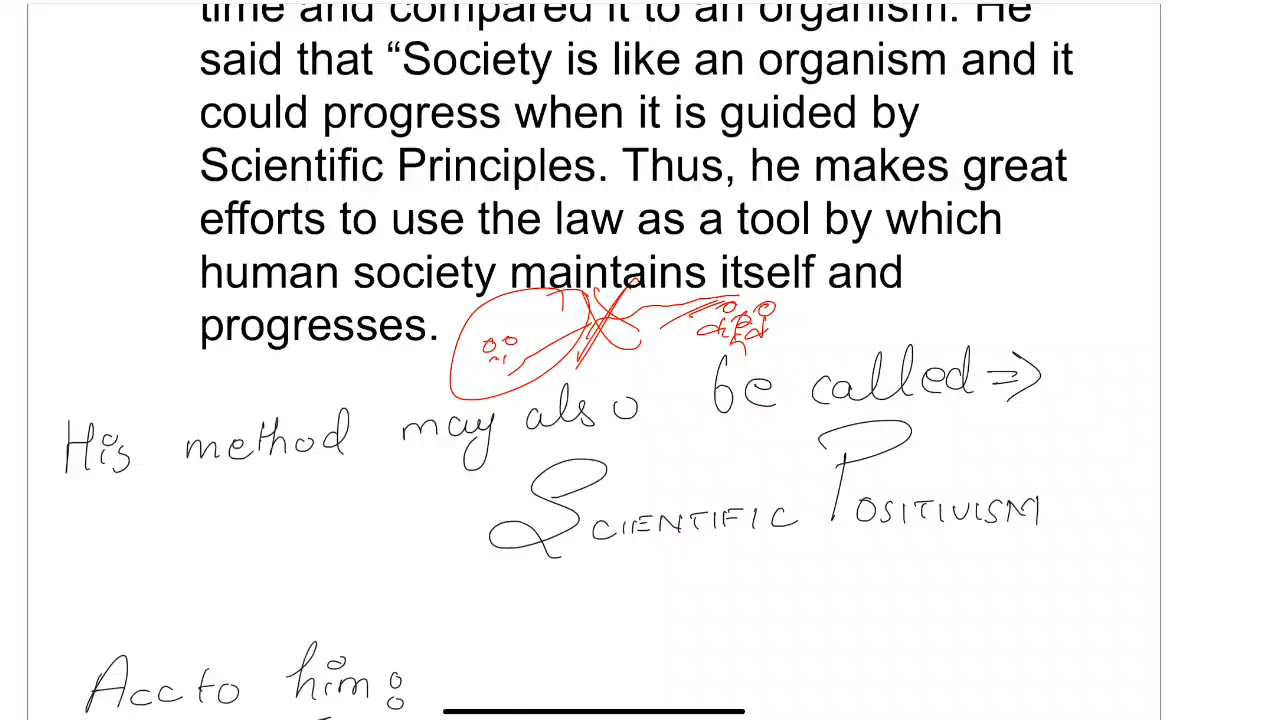 time and compared it to an organism. He
said that “Society is like an organism and it
could progress when it is guided by
Scientific Principles. Thus, he makes great
efforts to use the law as a tool by which
human society maintains itself and
progresses.
His method may also be called ⇒
SCIENTIFIC POSITIVISM
Acc to him: